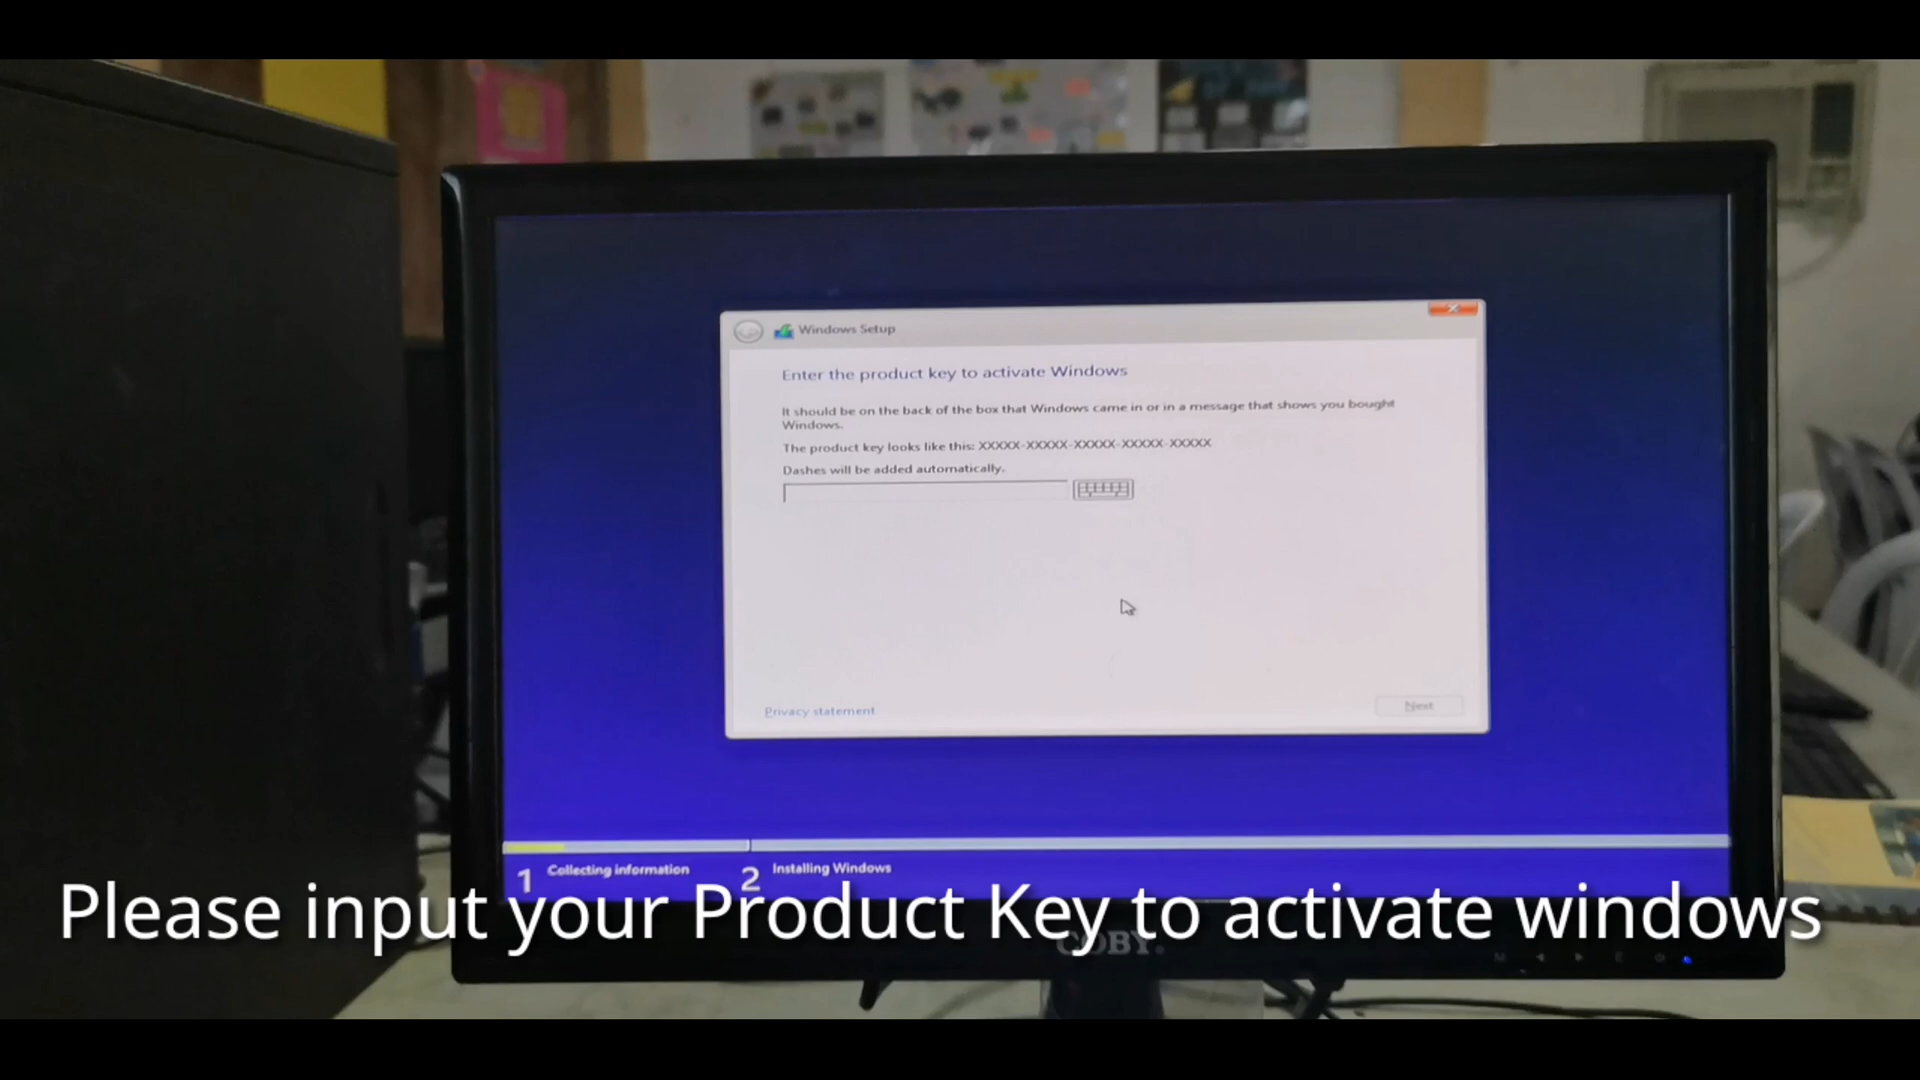 Windows Setup
Enter the product key to activate Windows
It should be on the back of the box that Windows came in or in a message that shows you bought
Windows.
The product key looks like this: XXXXX-XXXXX-XXXXX-XXXXX-XXXXX
Dashes will be added automatically.
Privacy statement
Next
1 Collecting information
2 Installing Windows
Please input your Product Key to activate windows
COBY.